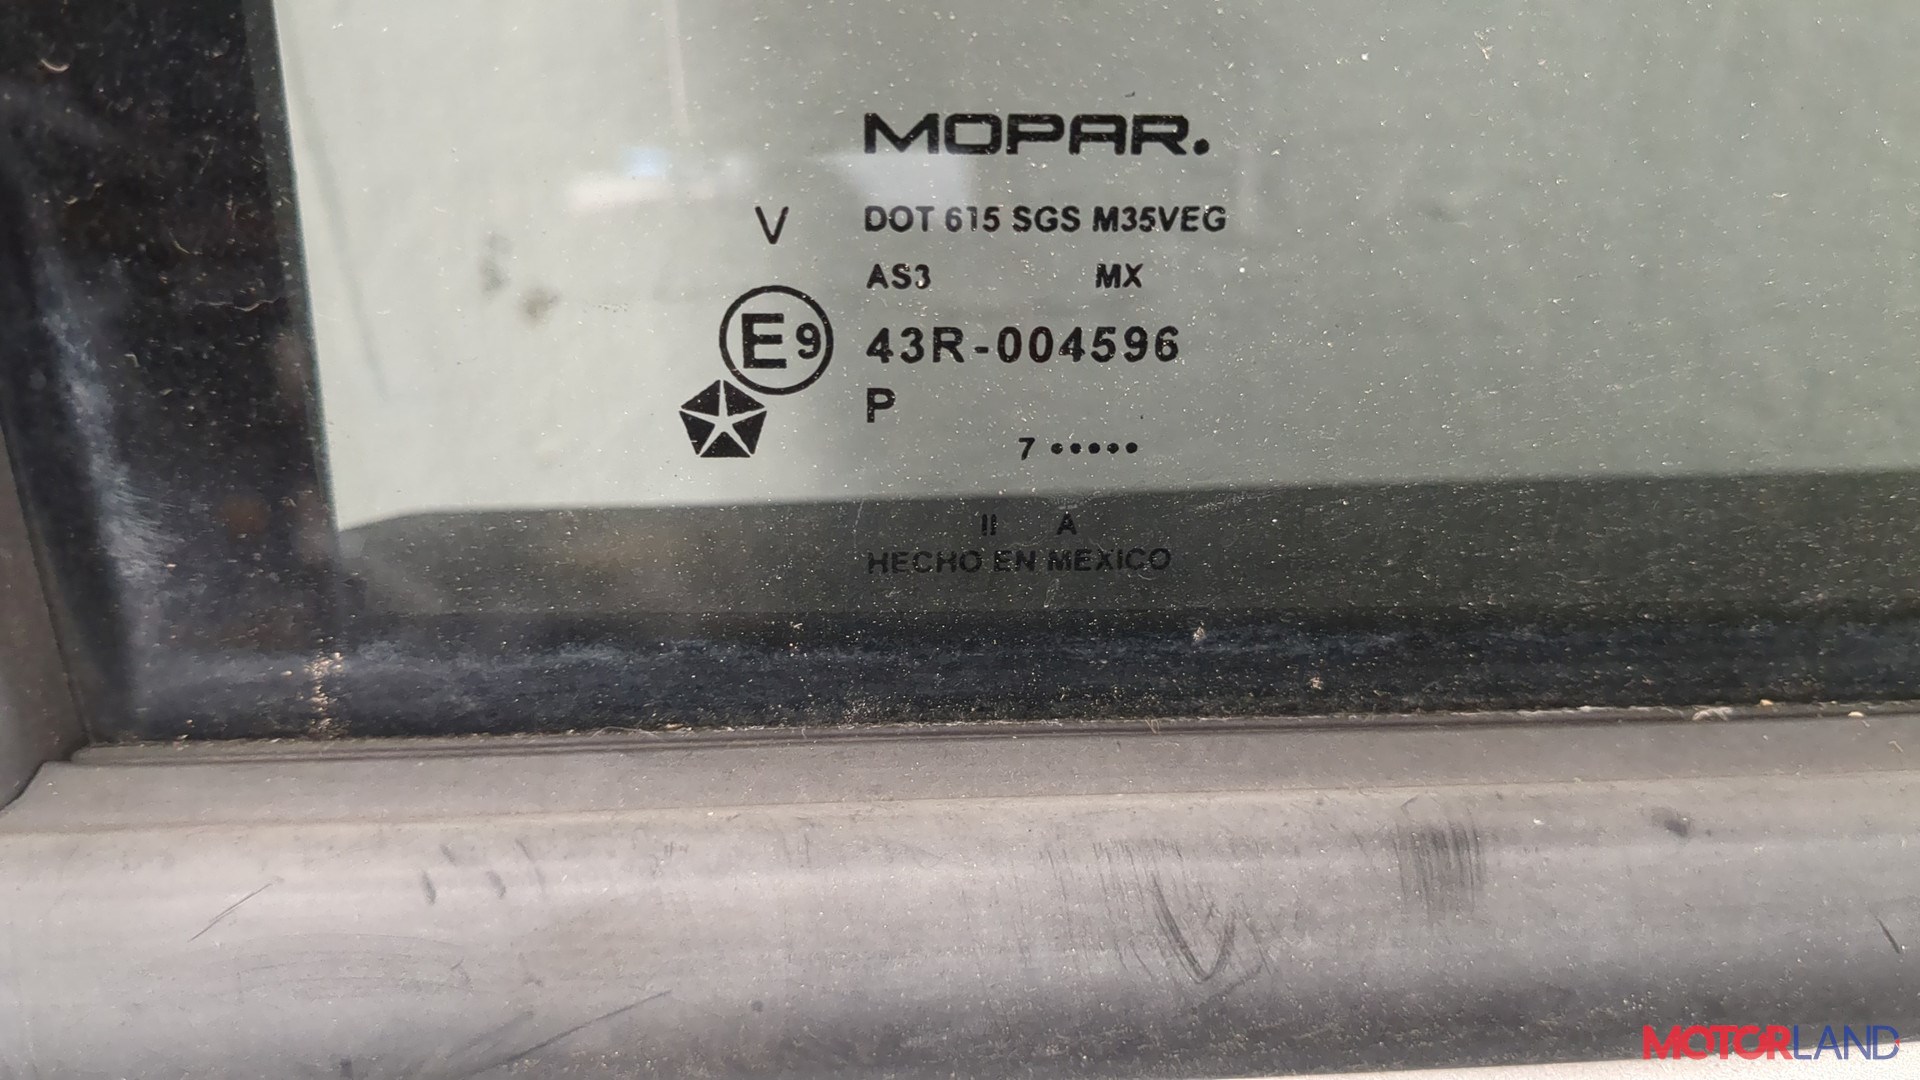 MOPAR.
V DOT 615 SGS M35VEG
AS3 MX
E9 43R-004596
P
7 •••••
II A
HECHO EN MEXICO
MOTORLAND